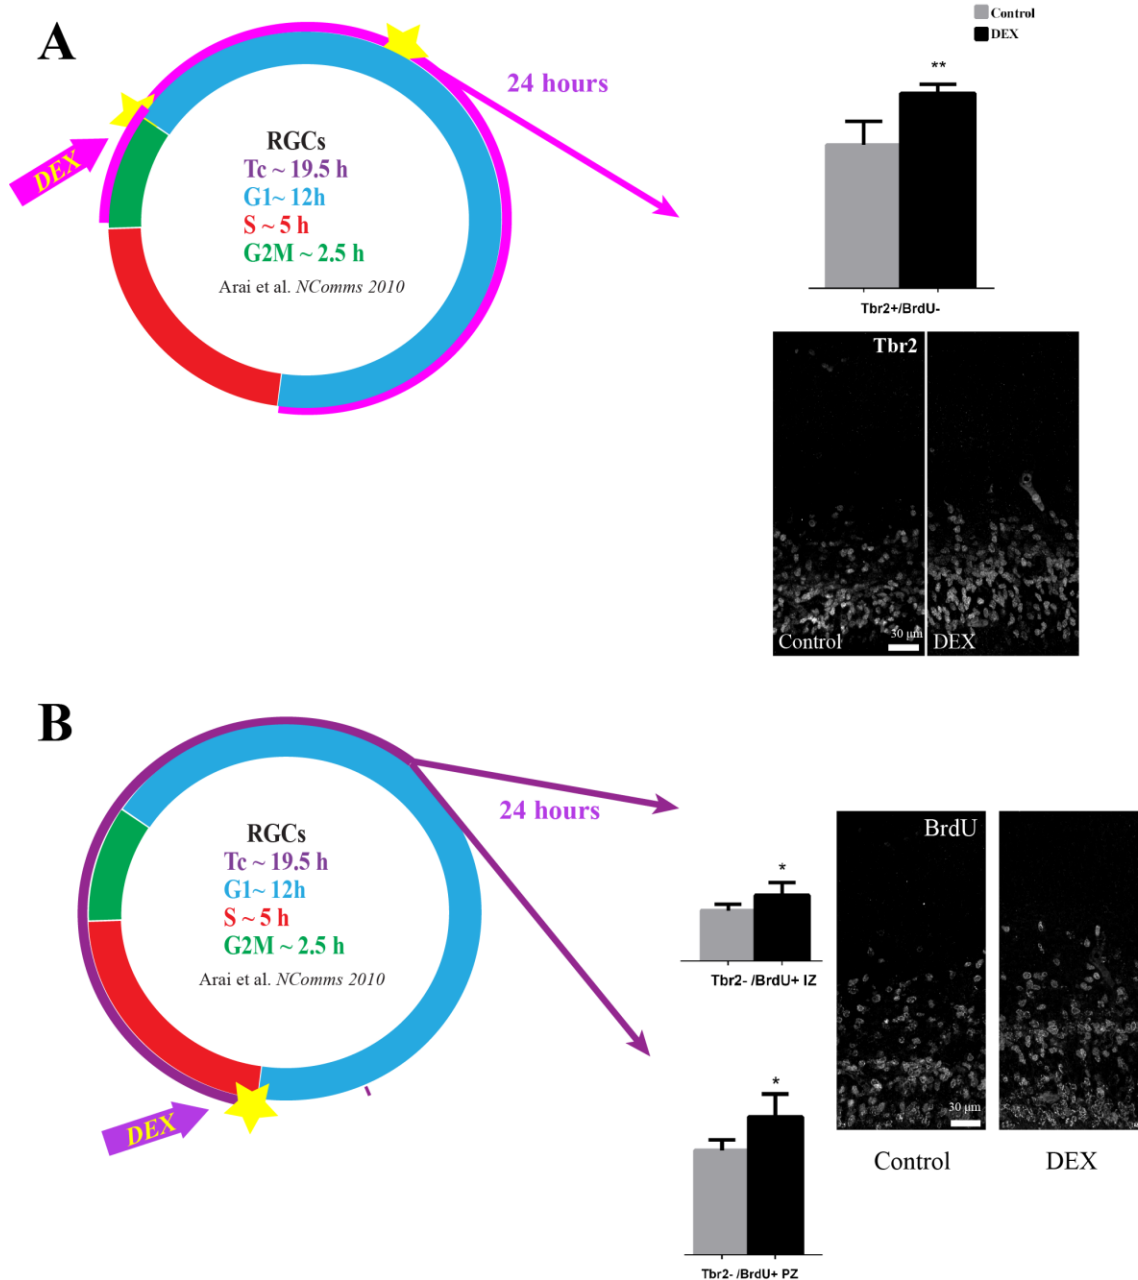 A
Control
DEX
24 hours
**
DEX
RGCs
Tc ~ 19.5 h
G1~ 12h
S ~ 5 h
G2M ~ 2.5 h
Arai et al. NComms 2010
Tbr2+/BrdU-
Tbr2
Control
30 µm
DEX
B
24 hours
BrdU
RGCs
Tc ~ 19.5 h
G1~ 12h
S ~ 5 h
G2M ~ 2.5 h
Arai et al. NComms 2010
*
Tbr2- /BrdU+ IZ
DEX
*
30 µm
Control
DEX
Tbr2- /BrdU+ PZ